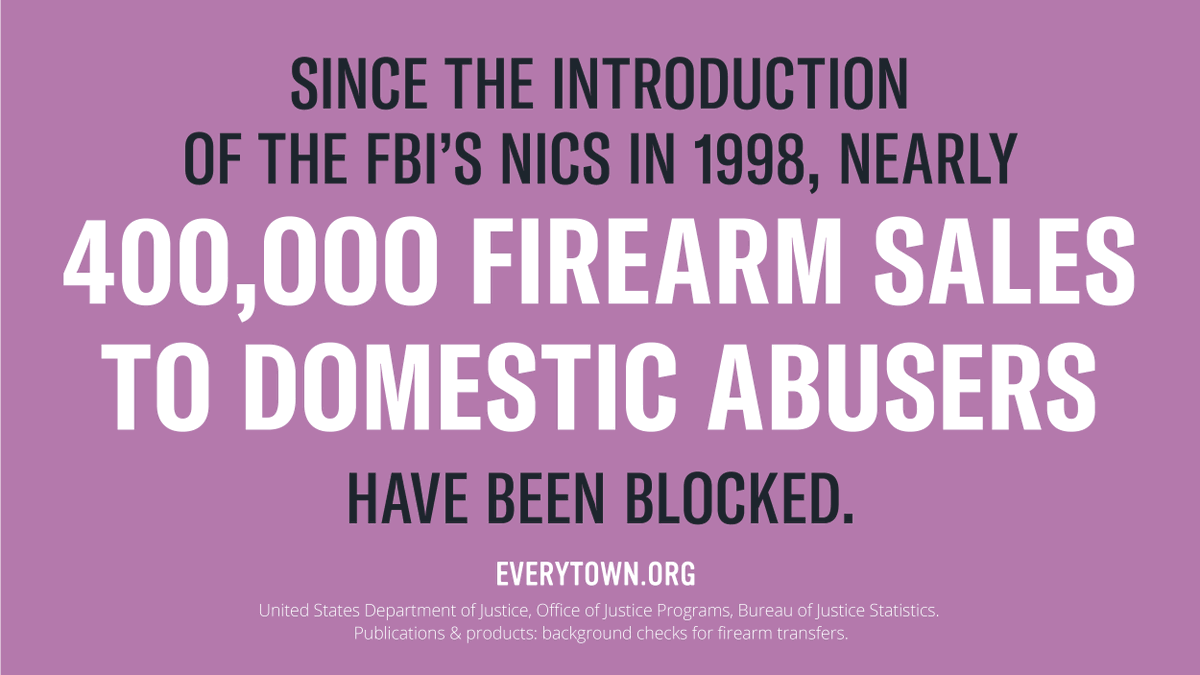 SINCE THE INTRODUCTION
OF THE FBI’S NICS IN 1998, NEARLY
400,000 FIREARM SALES
TO DOMESTIC ABUSERS
HAVE BEEN BLOCKED.
EVERYTOWN.ORG
United States Department of Justice, Office of Justice Programs, Bureau of Justice Statistics.
Publications & products: background checks for firearm transfers.